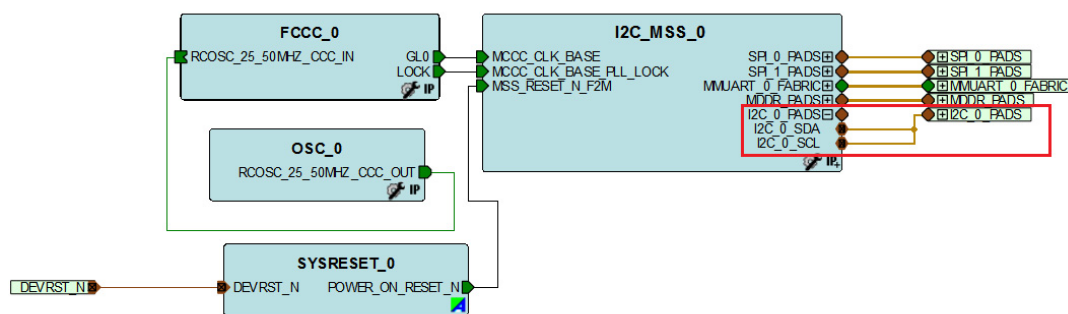 FCCC_0
RCOSC_25_50MHZ_CCC_IN
GL0
LOCK
IP
I2C_MSS_0
MCCC_CLK_BASE
MCCC_CLK_BASE_PLL_LOCK
MSS_RESET_N_F2M
SPI_0_PADS
SPI_1_PADS
MMUART_0_FABRIC
MDDR_PADS
I2C_0_PADS
I2C_0_SDA
I2C_0_SCL
IP
SPI_0_PADS
SPI_1_PADS
MMUART_0_FABRIC
MDDR_PADS
I2C_0_PADS
OSC_0
RCOSC_25_50MHZ_CCC_OUT
IP
SYSRESET_0
DEVRST_N
DEVRST_N
POWER_ON_RESET_N
A